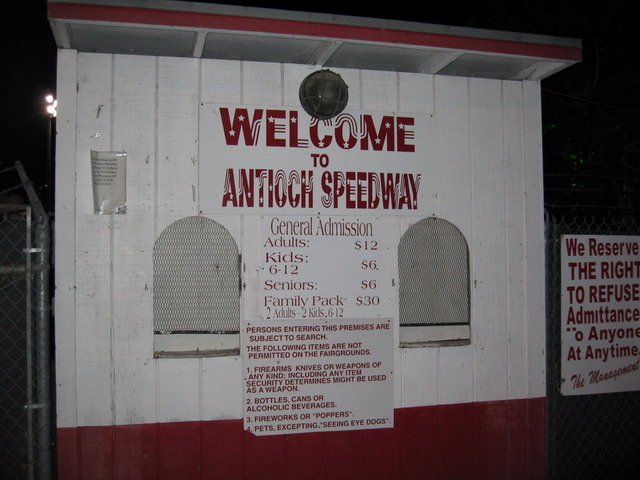 WELCOME
TO
ANTIOCH SPEEDWAY
General Admission
Adults: $12
Kids:
6-12 $6
Seniors: $6
Family Pack $30
2 Adults - 2 Kids, 6-12
PERSONS ENTERING THIS PREMISES ARE
SUBJECT TO SEARCH.
THE FOLLOWING ITEMS ARE NOT
PERMITTED ON THE FAIRGROUNDS.
1. FIREARMS KNIVES OR WEAPONS OF
ANY KIND; INCLUDING ANY ITEM
SECURITY DETERMINES MIGHT BE USED
AS A WEAPON.
2. BOTTLES, CANS OR
ALCOHOLIC BEVERAGES.
3. FIREWORKS OR "POPPERS".
4. PETS, EXCEPTING, "SEEING EYE DOGS".
We Reserve
THE RIGHT
TO REFUSE
Admittance
To Anyone
At Anytime.
The Management